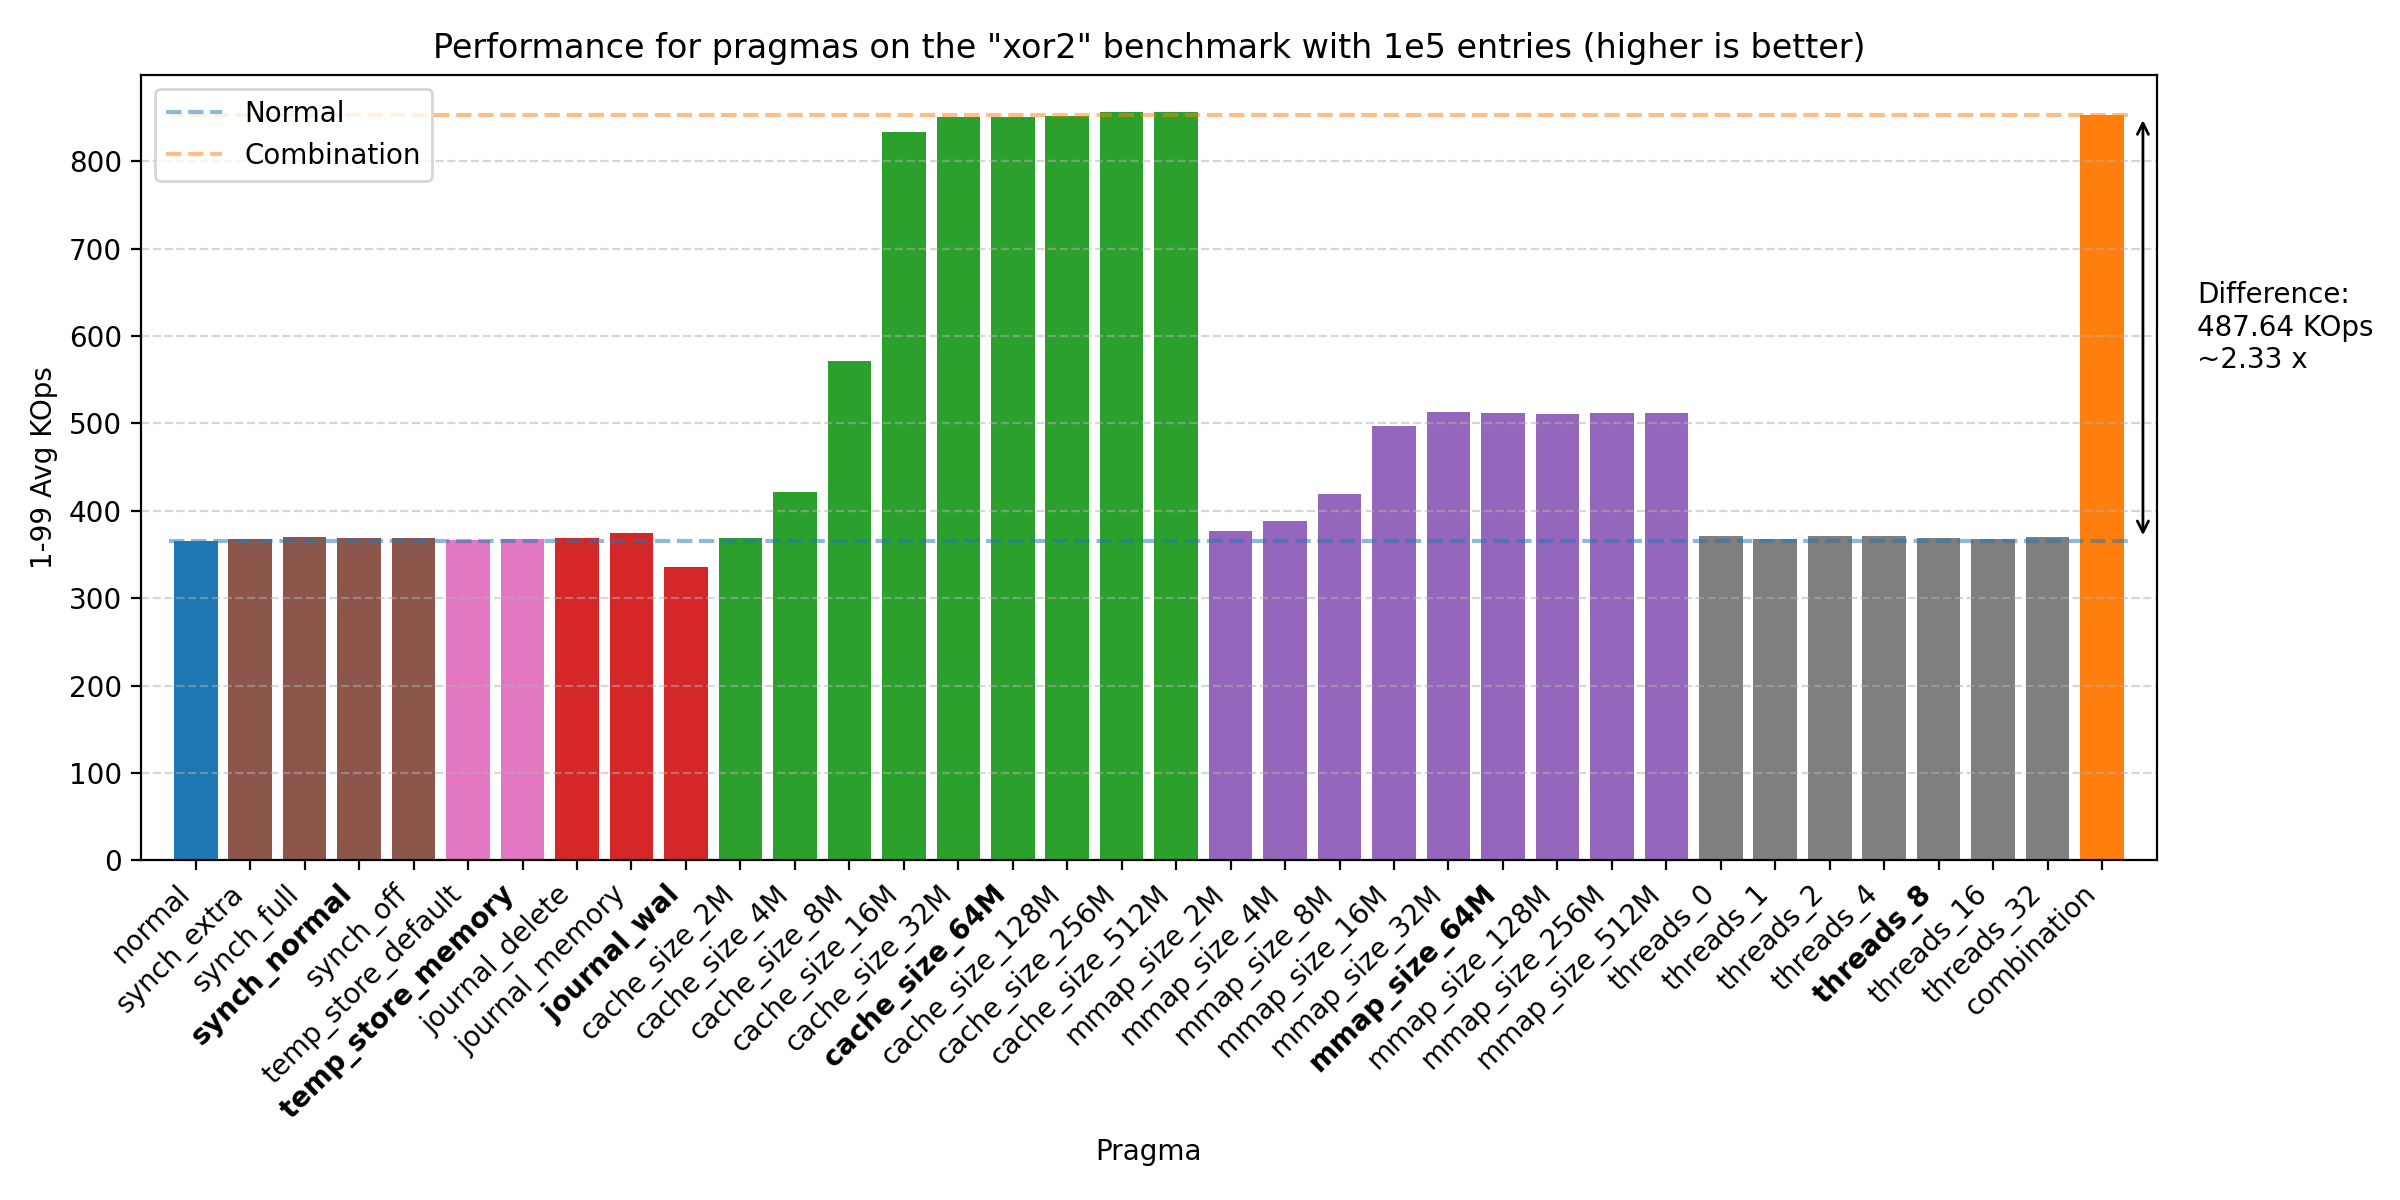 Performance for pragmas on the "xor2" benchmark with 1e5 entries (higher is better)
Normal
Combination
1-99 Avg KOps
800
700
600
500
400
300
200
100
0
Difference:
487.64 KOps
~2.33 x
normal
synch_extra
synch_full
synch_normal
synch_off
temp_store_default
temp_store_memory
journal_delete
journal_memory
journal_wal
cache_size_2M
cache_size_4M
cache_size_8M
cache_size_16M
cache_size_32M
cache_size_64M
cache_size_128M
cache_size_256M
cache_size_512M
mmap_size_2M
mmap_size_4M
mmap_size_8M
mmap_size_16M
mmap_size_32M
mmap_size_64M
mmap_size_128M
mmap_size_256M
mmap_size_512M
threads_0
threads_1
threads_2
threads_4
threads_8
threads_16
threads_32
combination
Pragma